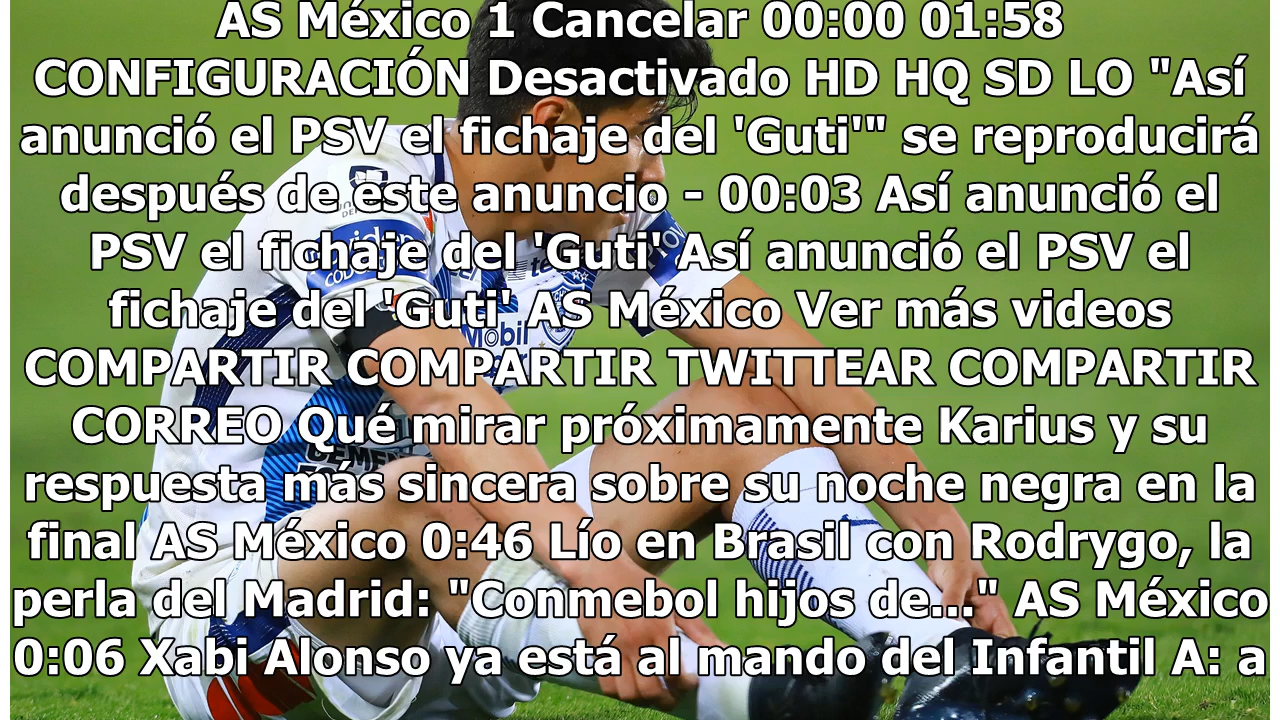 AS México 1 Cancelar 00:00 01:58
CONFIGURACIÓN Desactivado HD HQ SD LO "Así
anunció el PSV el fichaje del 'Guti'" se reproducirá
después de este anuncio - 00:03 Así anunció el
PSV el fichaje del 'Guti' Así anunció el PSV el
fichaje del 'Guti' AS México Ver más videos
COMPARTIR COMPARTIR TWITTEAR COMPARTIR
CORREO Qué mirar próximamente Karius y su
respuesta más sincera sobre su noche negra en la
final AS México 0:46 Lío en Brasil con Rodrygo, la
perla del Madrid: "Conmebol hijos de..." AS México
0:06 Xabi Alonso ya está al mando del Infantil A: a
Mobil
CEMENT